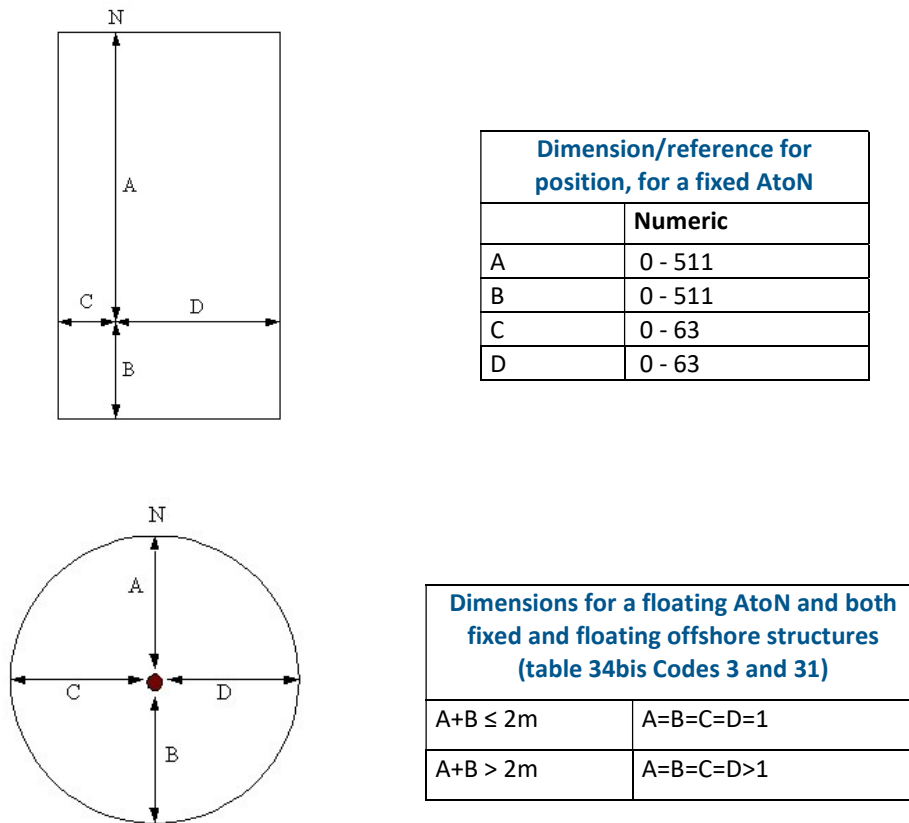 N
A
C
D
B
Dimension/reference for
position, for a fixed AtoN
Numeric
A 0 - 511
B 0 - 511
C 0 - 63
D 0 - 63
N
A
C
D
B
Dimensions for a floating AtoN and both
fixed and floating offshore structures
(table 34bis Codes 3 and 31)
A+B ≤ 2m A=B=C=D=1
A+B > 2m A=B=C=D>1